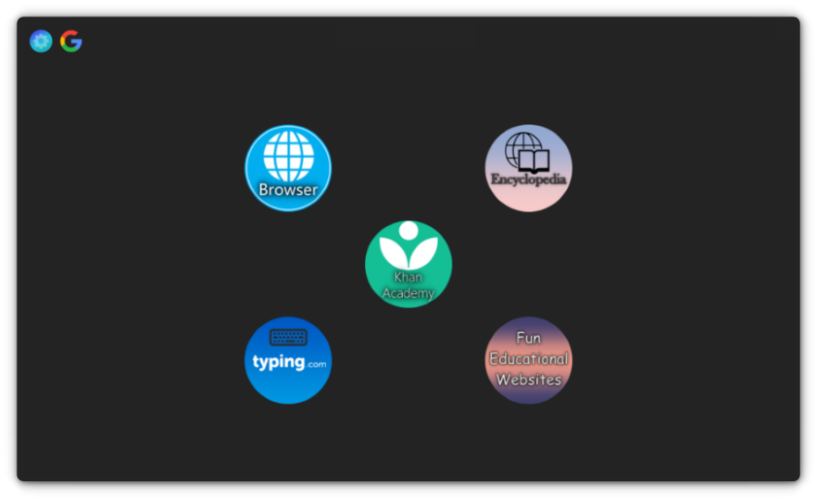 Browser
Encyclopedia
Khan
Academy
typing.com
Fun
Educational
Websites